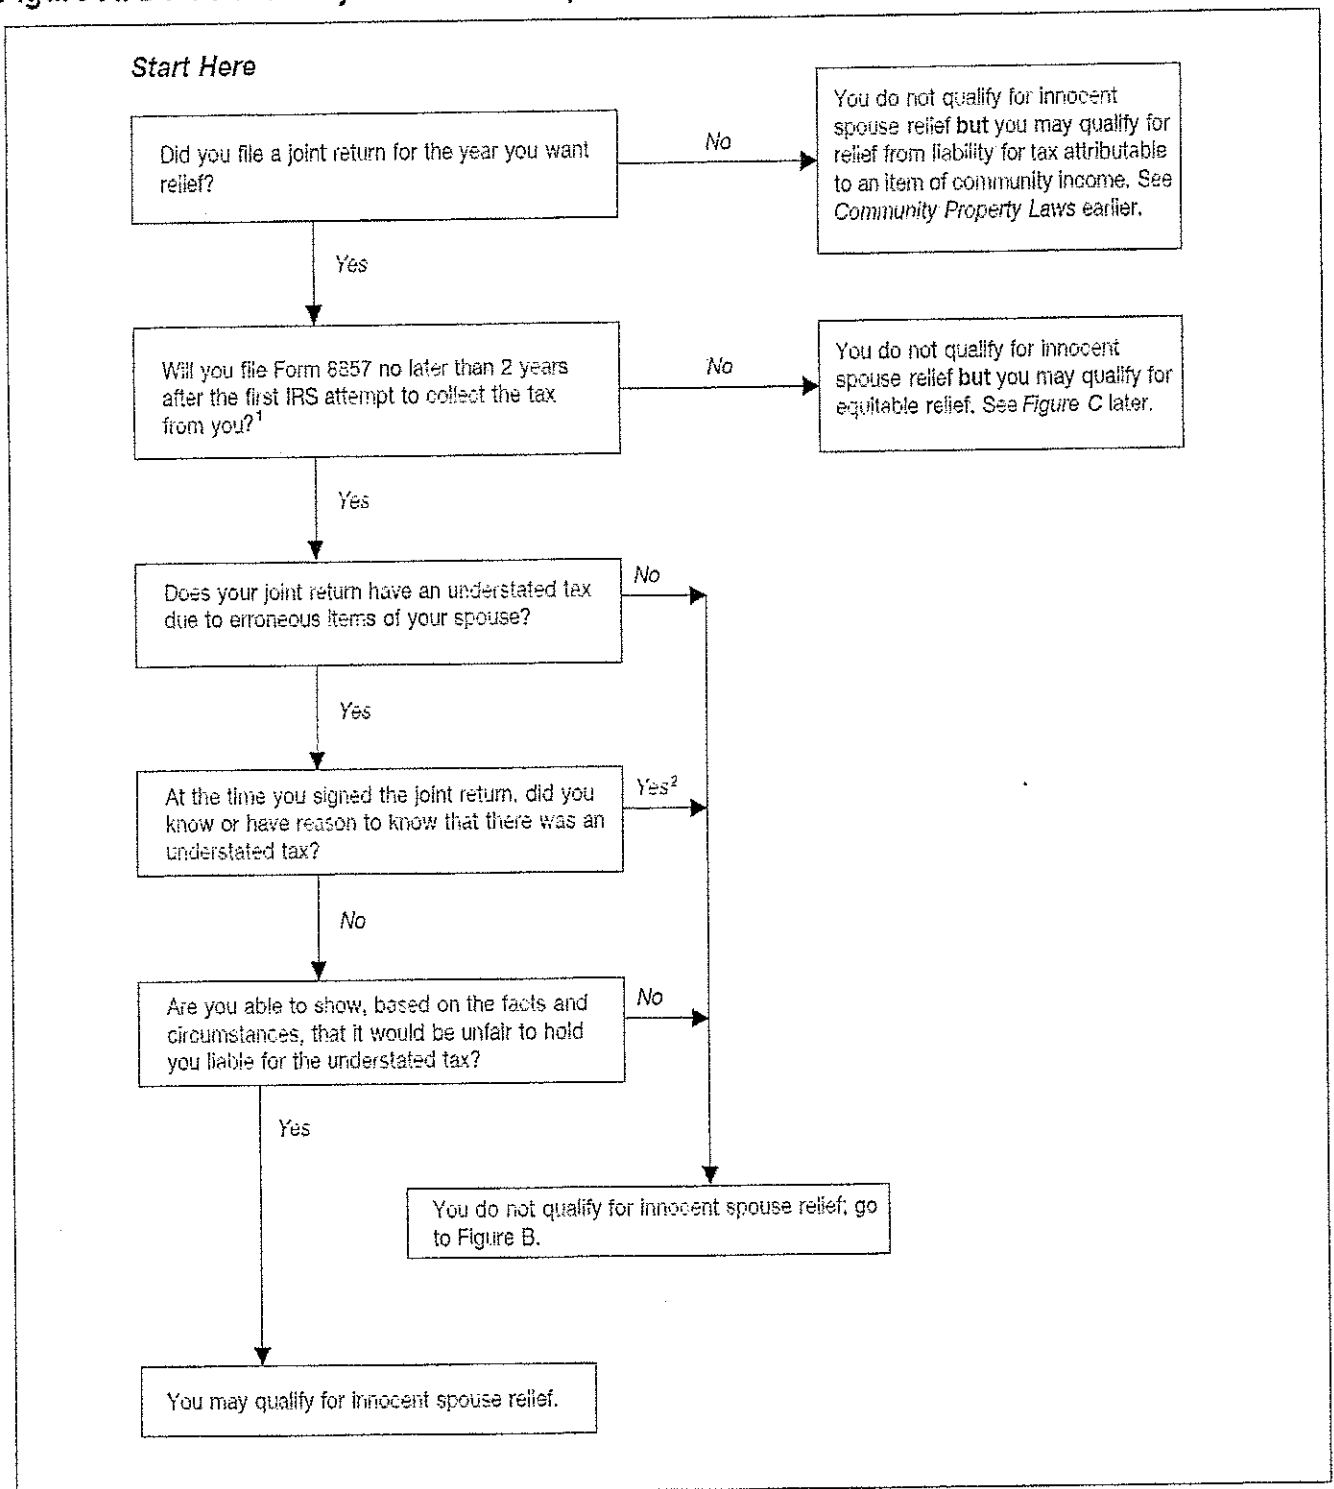 Start Here
Did you file a joint return for the year you want
relief?
No
You do not qualify for innocent
spouse relief but you may qualify for
relief from liability for tax attributable
to an item of community income. See
Community Property Laws earlier.
Yes
Will you file Form 8857 no later than 2 years
after the first IRS attempt to collect the tax
from you?¹
No
You do not qualify for innocent
spouse relief but you may qualify for
equitable relief. See Figure C later.
Yes
Does your joint return have an understated tax
due to erroneous items of your spouse?
No
Yes
At the time you signed the joint return, did you
know or have reason to know that there was an
understated tax?
Yes²
No
Are you able to show, based on the facts and
circumstances, that it would be unfair to hold
you liable for the understated tax?
No
Yes
You do not qualify for innocent spouse relief; go
to Figure B.
You may qualify for innocent spouse relief.